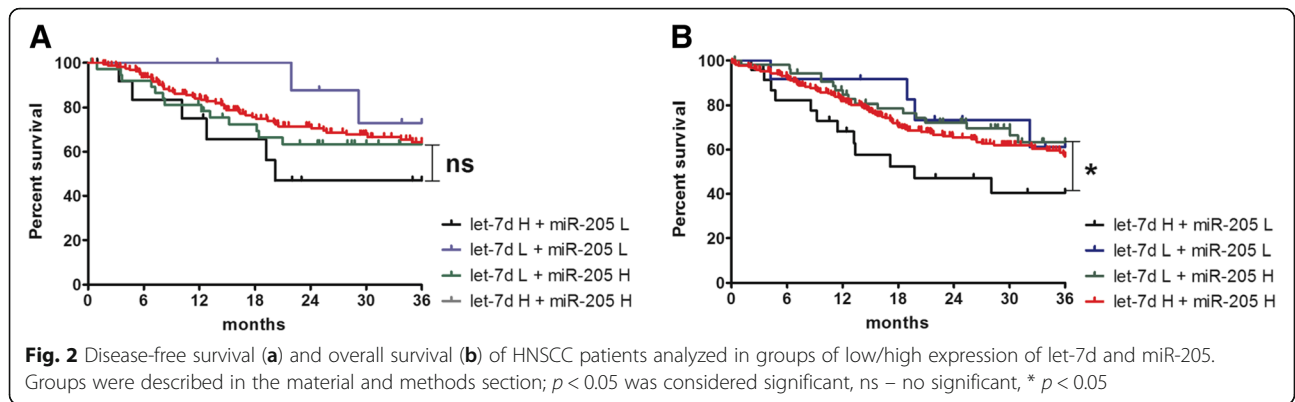 A
Percent survival
100
80
60
40
20
0
0 6 12 18 24 30 36
months
ns
let-7d H + miR-205 L
let-7d L + miR-205 L
let-7d L + miR-205 H
let-7d H + miR-205 H
B
Percent survival
100
80
60
40
20
0
0 6 12 18 24 30 36
months
*
let-7d H + miR-205 L
let-7d L + miR-205 L
let-7d L + miR-205 H
let-7d H + miR-205 H
Fig. 2 Disease-free survival (a) and overall survival (b) of HNSCC patients analyzed in groups of low/high expression of let-7d and miR-205.
Groups were described in the material and methods section; p < 0.05 was considered significant, ns – no significant, * p < 0.05